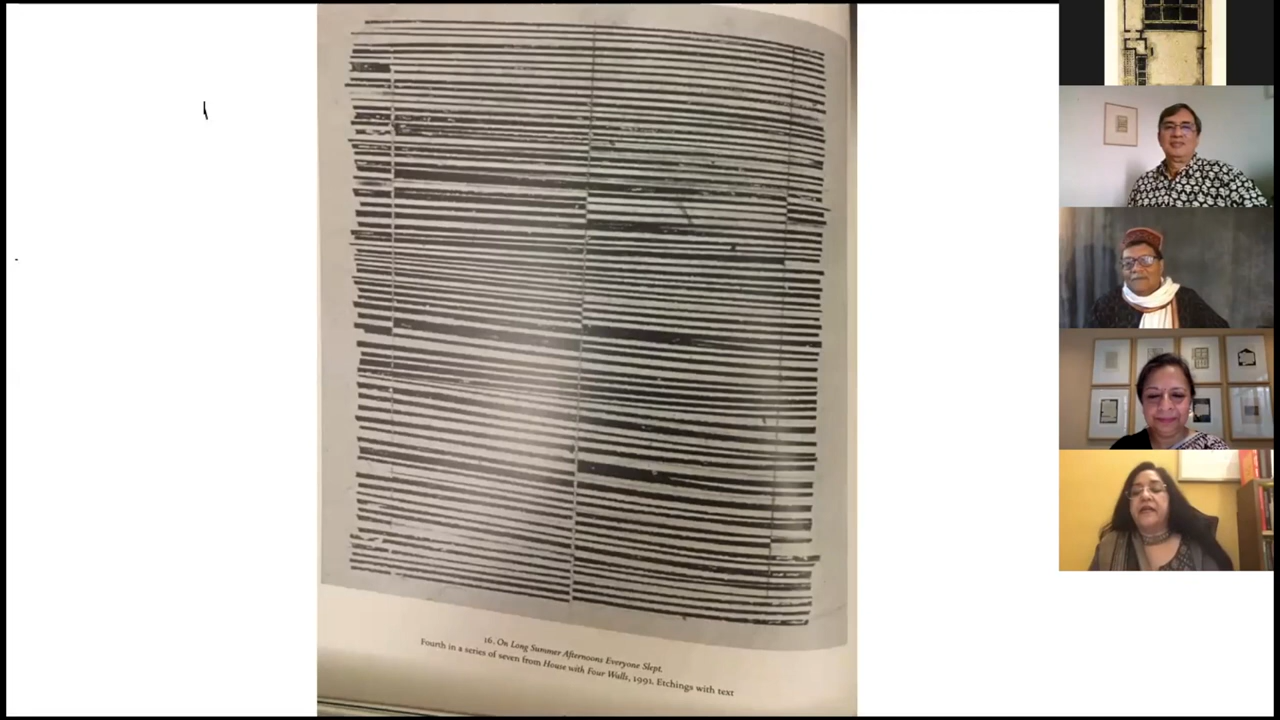 16. On Long Summer Afternoons Everyone Slept.
Fourth in a series of seven from House with Four Walls, 1991. Etchings with text